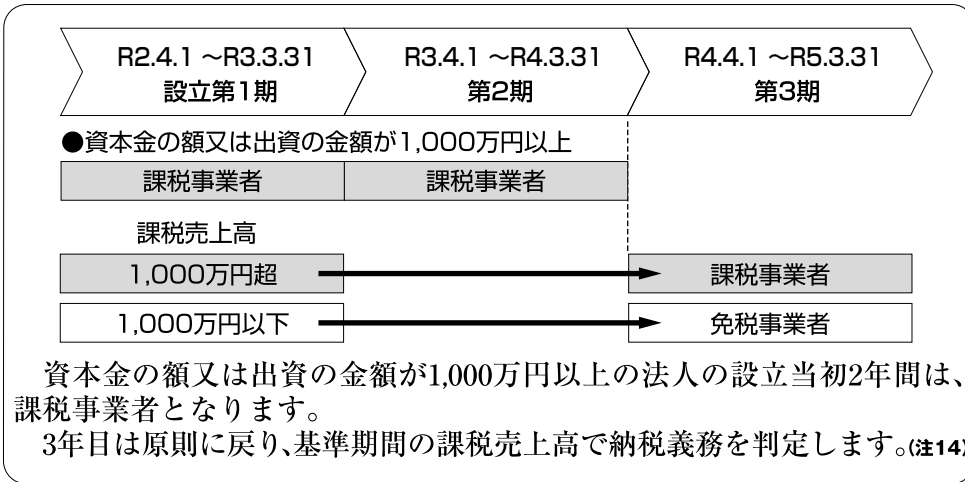 R2.4.1 ～R3.3.31
設立第1期
R3.4.1 ～R4.3.31
第2期
R4.4.1 ～R5.3.31
第3期
●資本金の額又は出資の金額が1,000万円以上
課税事業者
課税事業者
課税売上高
1,000万円超
課税事業者
1,000万円以下
免税事業者
資本金の額又は出資の金額が1,000万円以上の法人の設立当初2年間は、
課税事業者となります。
3年目は原則に戻り、基準期間の課税売上高で納税義務を判定します。(注14)